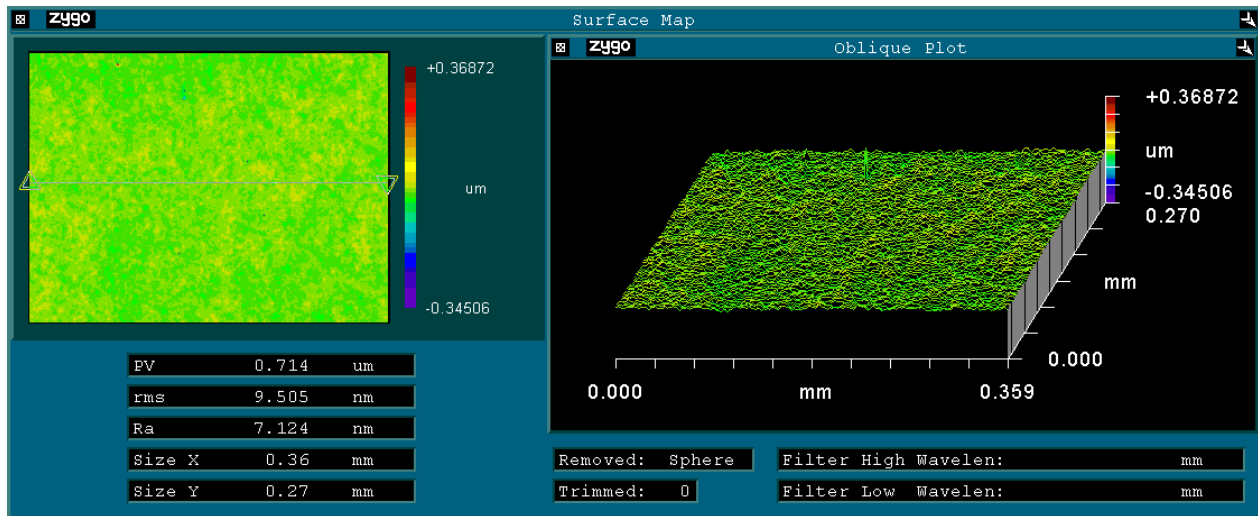 zygo Surface Map
+0.36872
um
-0.34506
zygo Oblique Plot
+0.36872
um
-0.34506
0.270
mm
0.000
0.000 mm 0.359
PV 0.714 um
rms 9.505 nm
Ra 7.124 nm
Size X 0.36 mm
Size Y 0.27 mm
Removed: Sphere
Trimmed: 0
Filter High Wavelen: mm
Filter Low Wavelen: mm